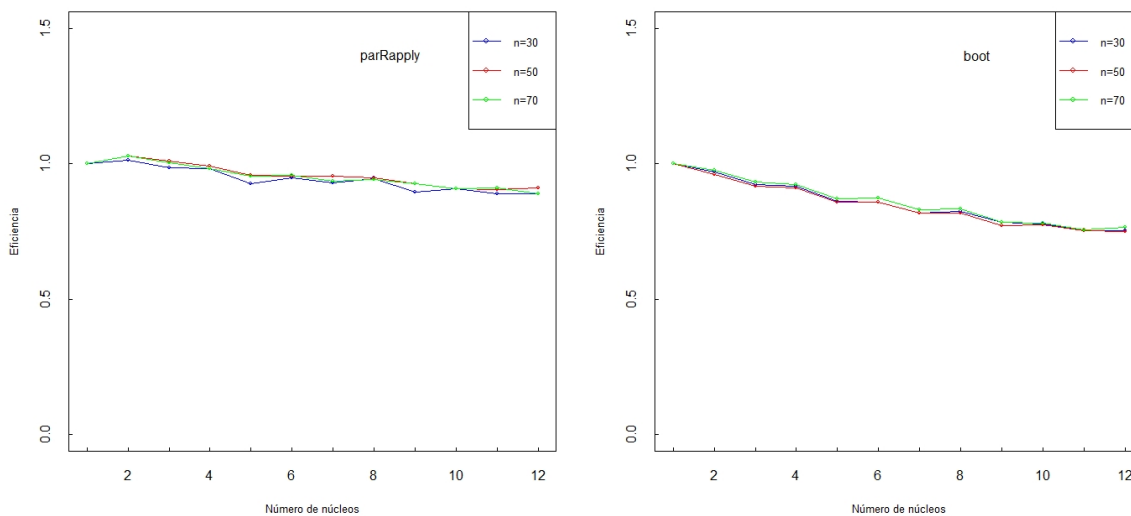 parRapply
n=30
n=50
n=70
1.5
1.0
0.5
0.0
Eficiencia
2 4 6 8 10 12
Número de núcleos
boot
n=30
n=50
n=70
1.5
1.0
0.5
0.0
Eficiencia
2 4 6 8 10 12
Número de núcleos